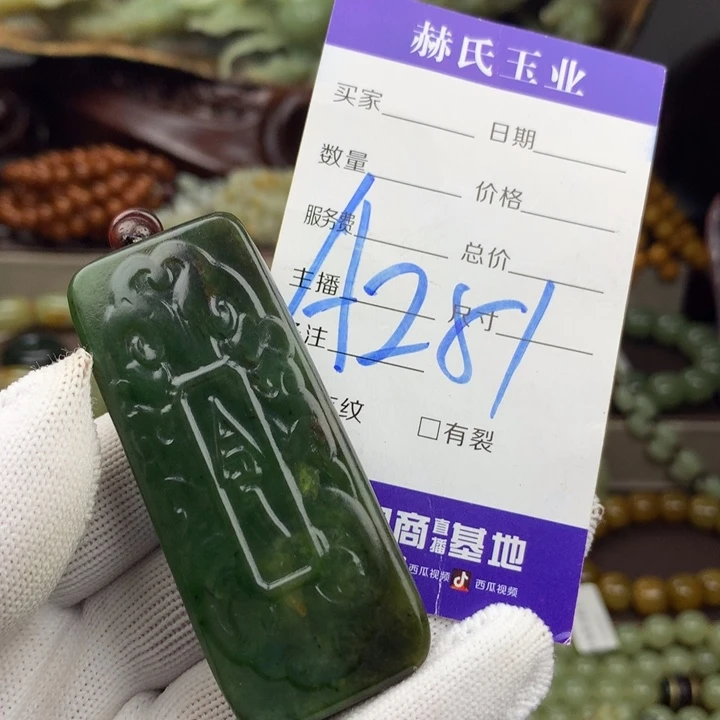 赫氏玉业
买家 日期
数量 价格
服务费 总价
主播 尺寸
注
A281
纹 □有裂
商直播基地
西瓜视频 西瓜视频